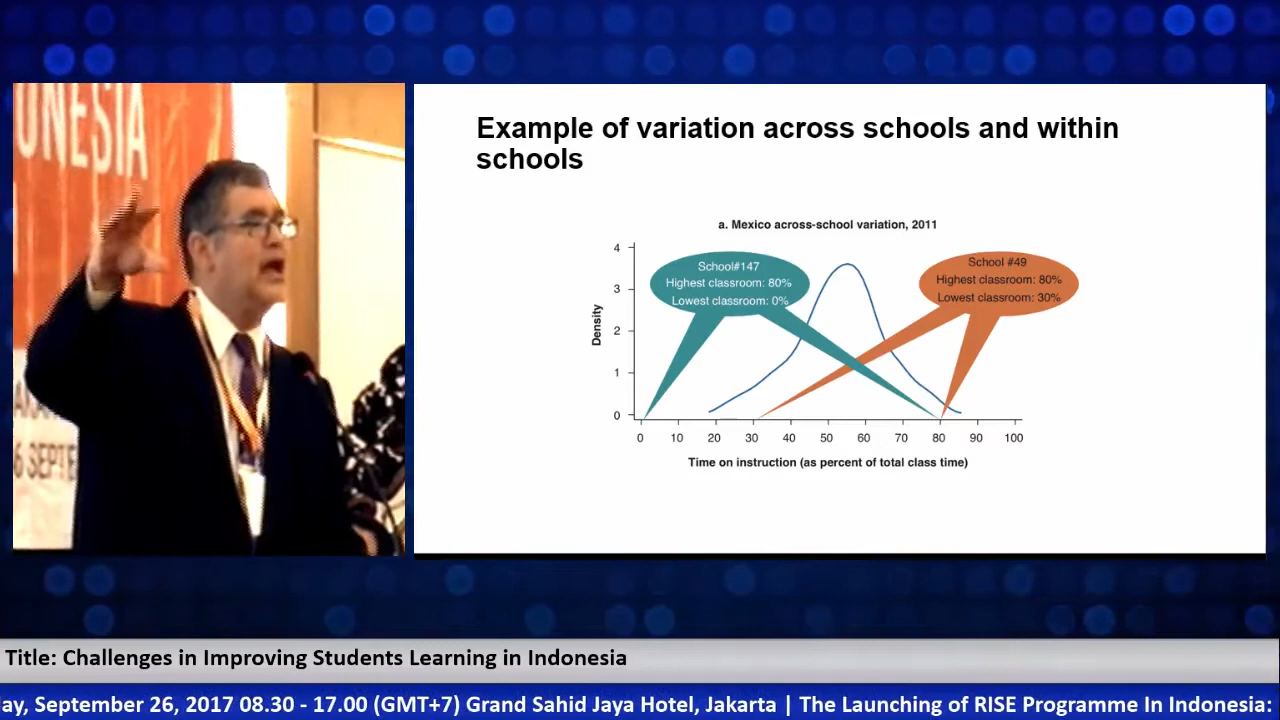 ONESIA
6 SEPTE
Example of variation across schools and within
schools
a. Mexico across-school variation, 2011
School#147
Highest classroom: 80%
Lowest classroom: 0%
School #49
Highest classroom: 80%
Lowest classroom: 30%
Density
4
3
2
1
0
0 10 20 30 40 50 60 70 80 90 100
Time on instruction (as percent of total class time)
Title: Challenges in Improving Students Learning in Indonesia
ay, September 26, 2017 08.30 - 17.00 (GMT+7) Grand Sahid Jaya Hotel, Jakarta | The Launching of RISE Programme In Indonesia: